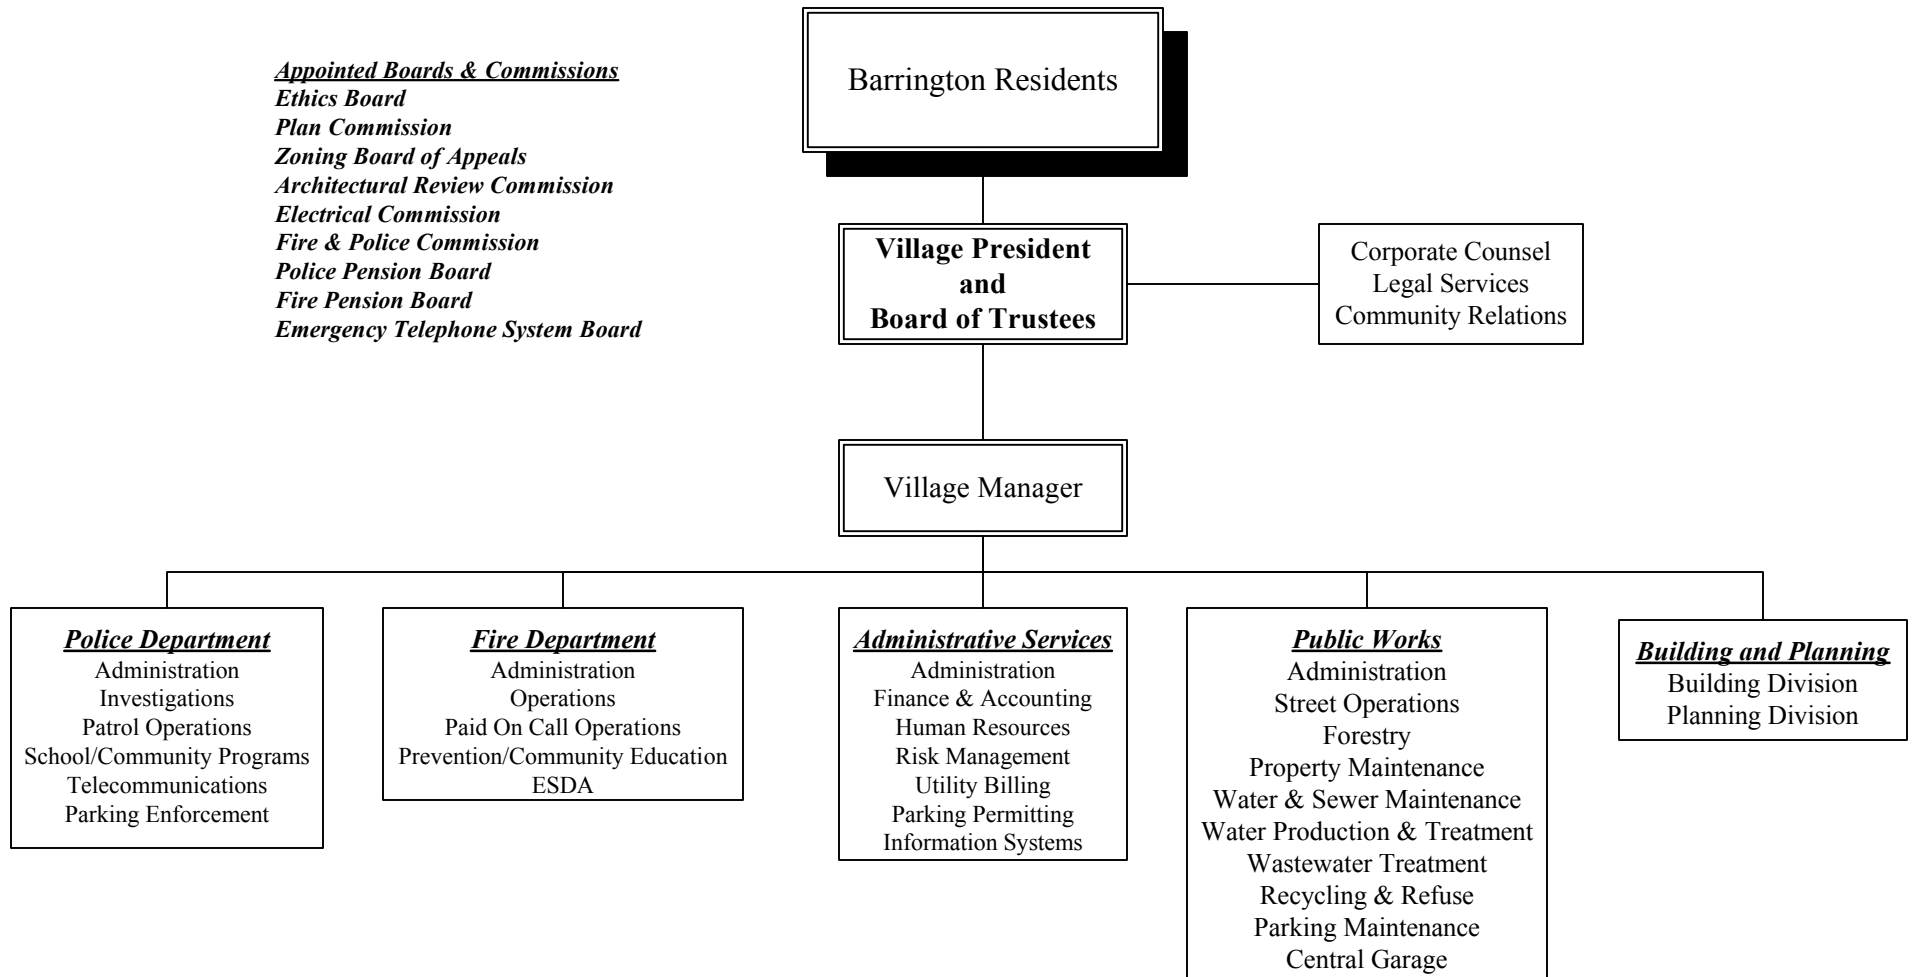 Appointed Boards & Commissions
Ethics Board
Plan Commission
Zoning Board of Appeals
Architectural Review Commission
Electrical Commission
Fire & Police Commission
Police Pension Board
Fire Pension Board
Emergency Telephone System Board
Barrington Residents
Village President
and
Board of Trustees
Corporate Counsel
Legal Services
Community Relations
Village Manager
Police Department
Administration
Investigations
Patrol Operations
School/Community Programs
Telecommunications
Parking Enforcement
Fire Department
Administration
Operations
Paid On Call Operations
Prevention/Community Education
ESDA
Administrative Services
Administration
Finance & Accounting
Human Resources
Risk Management
Utility Billing
Parking Permitting
Information Systems
Public Works
Administration
Street Operations
Forestry
Property Maintenance
Water & Sewer Maintenance
Water Production & Treatment
Wastewater Treatment
Recycling & Refuse
Parking Maintenance
Central Garage
Building and Planning
Building Division
Planning Division